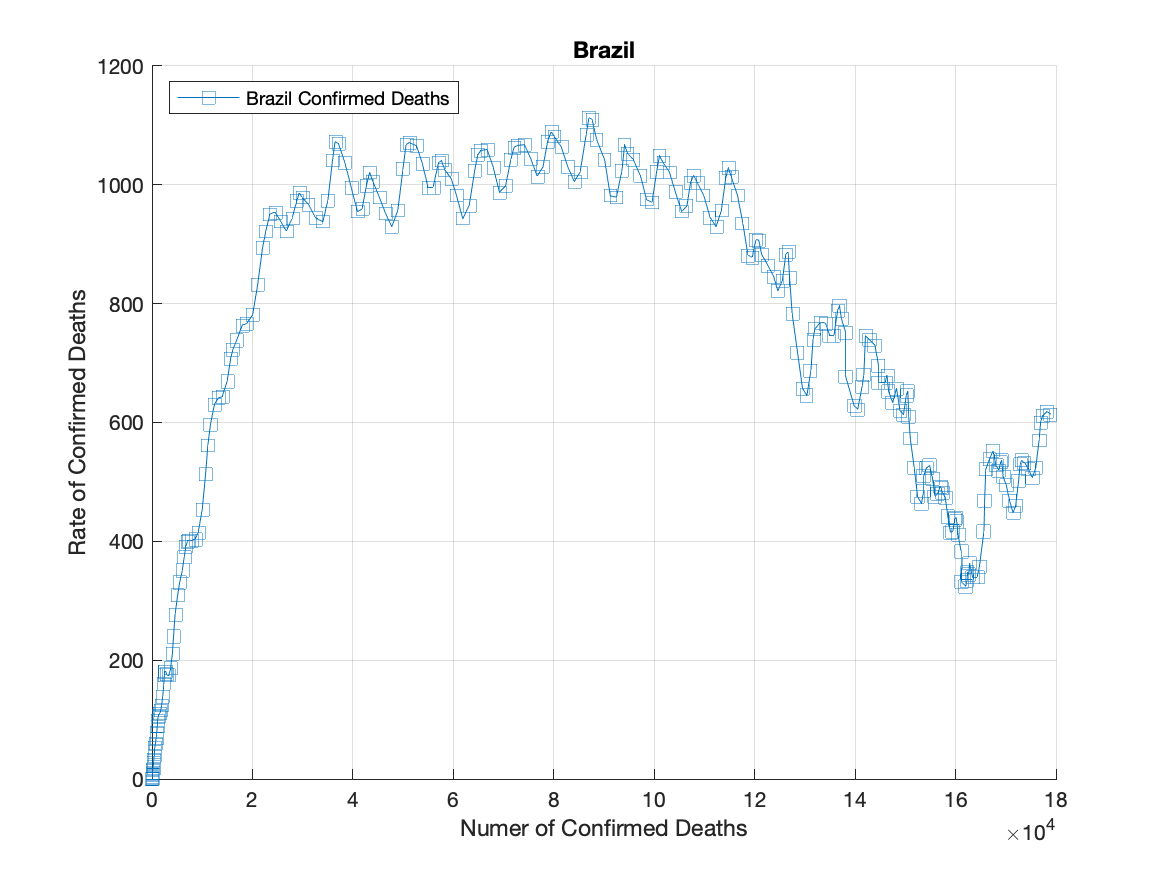 Brazil
Brazil Confirmed Deaths
Rate of Confirmed Deaths
1200
1000
800
600
400
200
0
0 2 4 6 8 10 12 14 16 18
×10^4
Numer of Confirmed Deaths